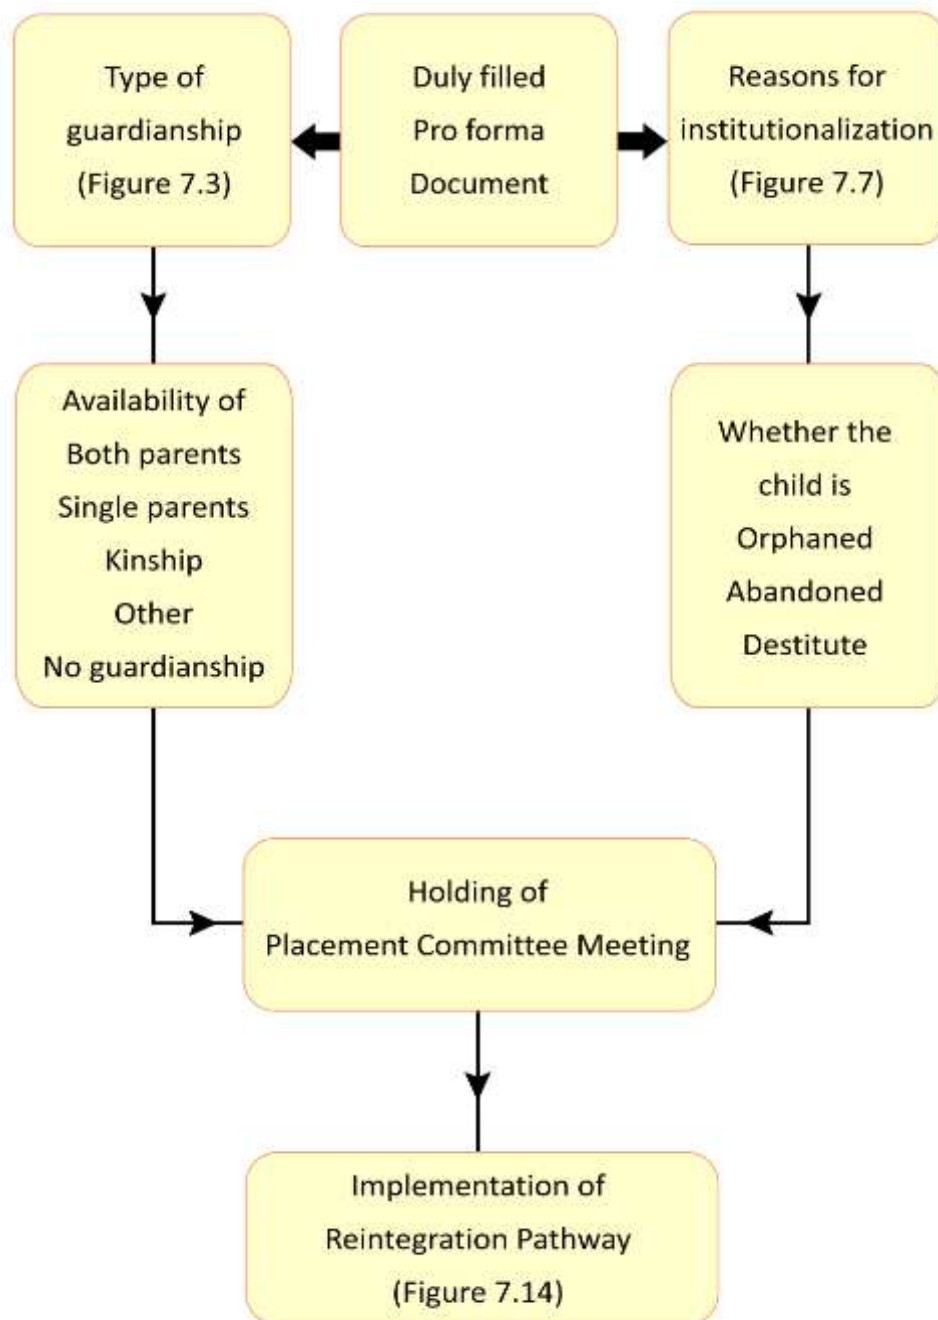 Type of
guardianship
(Figure 7.3)
Duly filled
Pro forma
Document
Reasons for
institutionalization
(Figure 7.7)
Availability of
Both parents
Single parents
Kinship
Other
No guardianship
Whether the
child is
Orphaned
Abandoned
Destitute
Holding of
Placement Committee Meeting
Implementation of
Reintegration Pathway
(Figure 7.14)